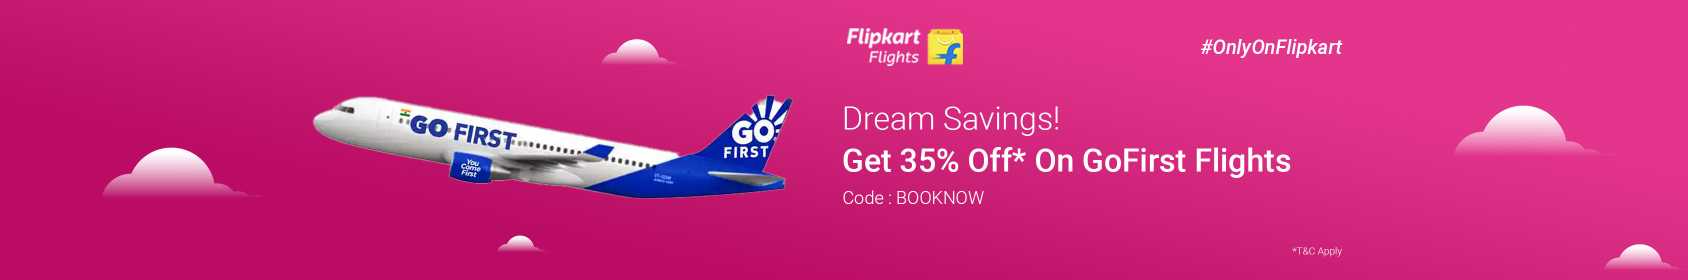 Flipkart
Flights
#OnlyOnFlipkart
GO FIRST
You
Come
First
GO
FIRST
Dream Savings!
Get 35% Off* On GoFirst Flights
Code : BOOKNOW
*T&C Apply